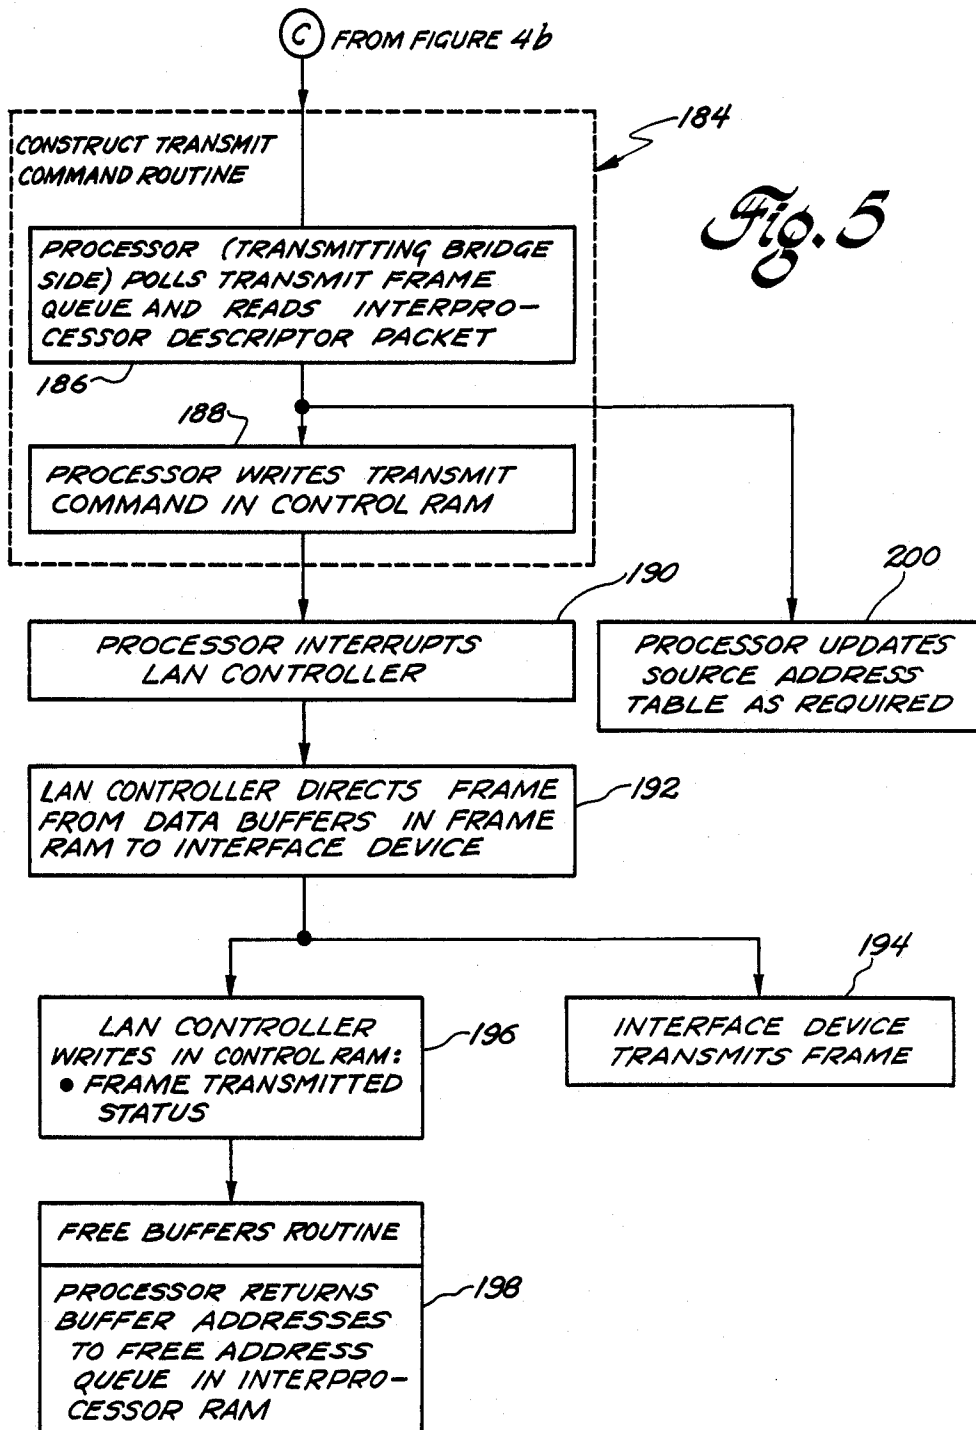 C FROM FIGURE 4b
184
CONSTRUCT TRANSMIT
COMMAND ROUTINE
Fig. 5
PROCESSOR (TRANSMITTING BRIDGE
SIDE) POLLS TRANSMIT FRAME
QUEUE AND READS INTERPRO-
CESSOR DESCRIPTOR PACKET
186
188
PROCESSOR WRITES TRANSMIT
COMMAND IN CONTROL RAM
190
200
PROCESSOR INTERRUPTS
LAN CONTROLLER
PROCESSOR UPDATES
SOURCE ADDRESS
TABLE AS REQUIRED
LAN CONTROLLER DIRECTS FRAME
FROM DATA BUFFERS IN FRAME
RAM TO INTERFACE DEVICE
192
194
LAN CONTROLLER
WRITES IN CONTROL RAM:
• FRAME TRANSMITTED
STATUS
196
INTERFACE DEVICE
TRANSMITS FRAME
FREE BUFFERS ROUTINE
PROCESSOR RETURNS
BUFFER ADDRESSES
TO FREE ADDRESS
QUEUE IN INTERPRO-
CESSOR RAM
198